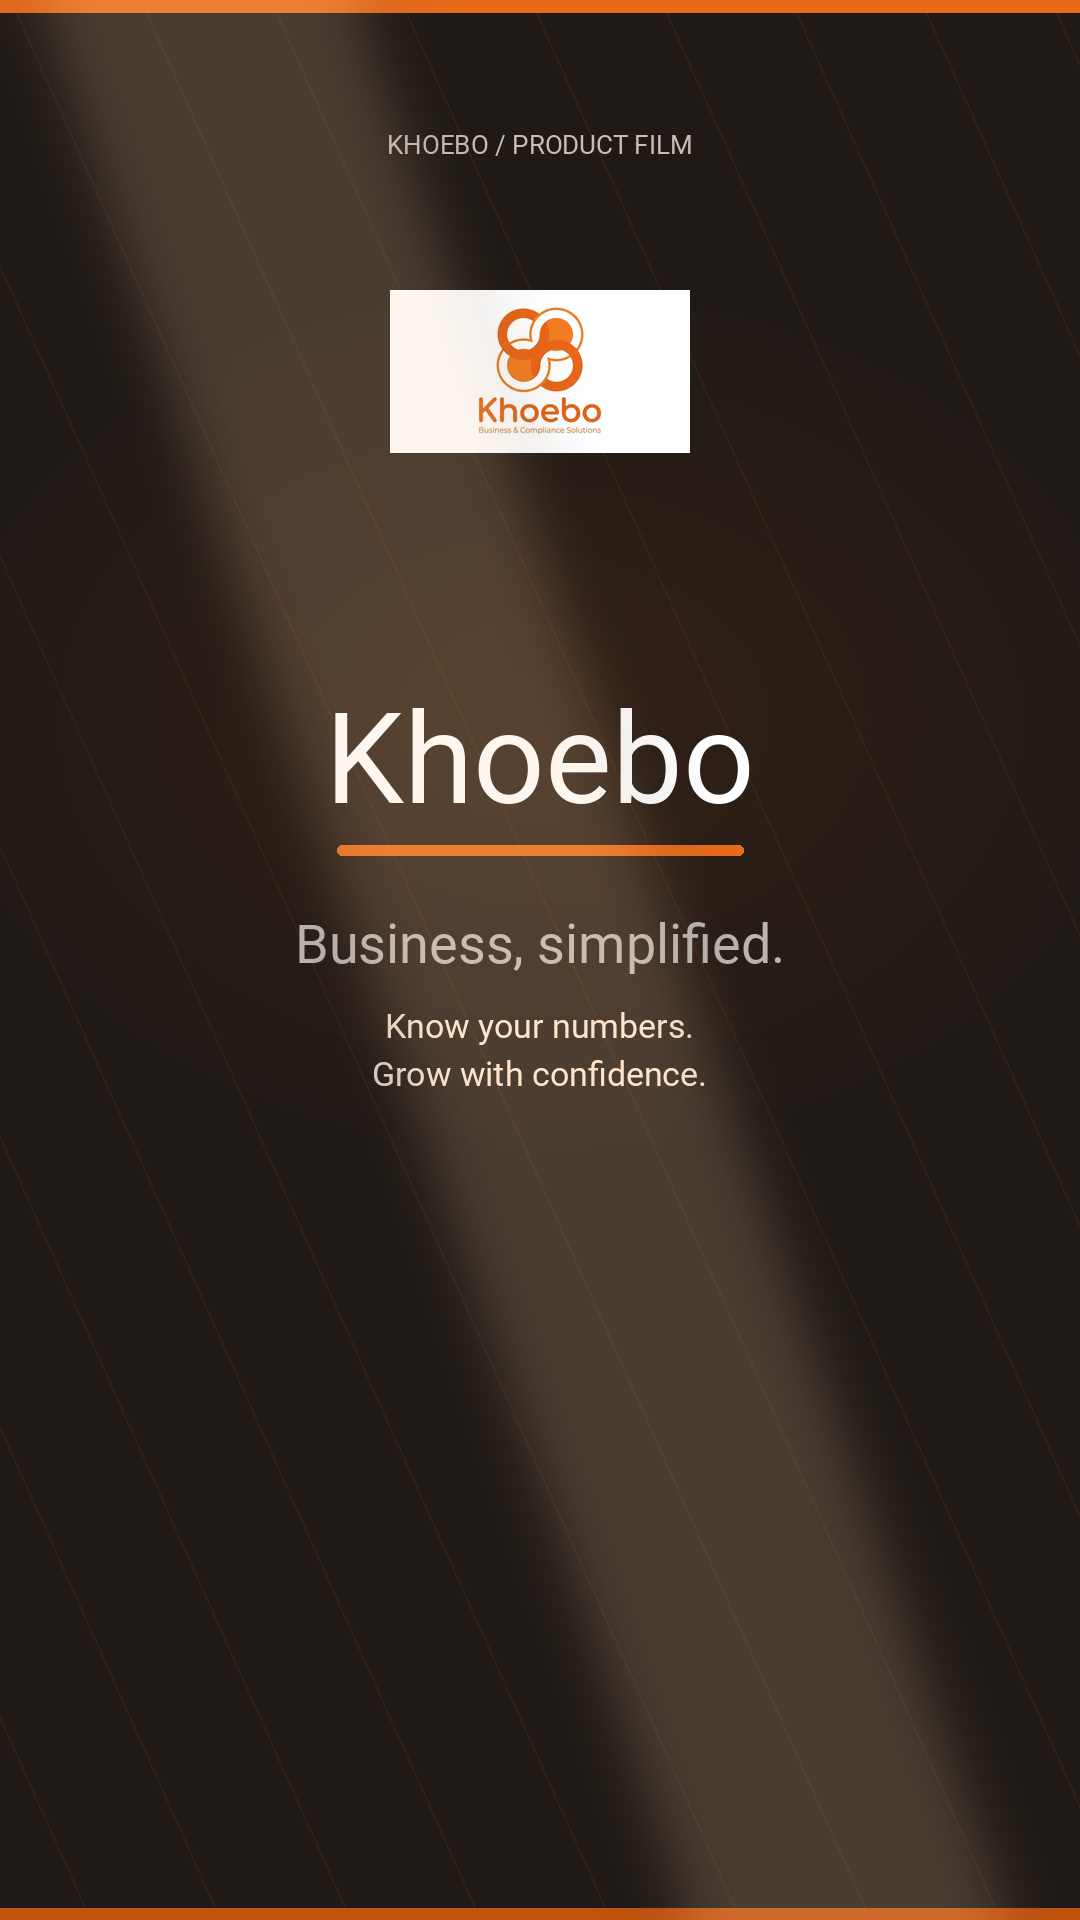 KHOEBO / PRODUCT FILM
Khoebo
Business & Compliance Solutions
Khoebo
Business, simplified.
Know your numbers.
Grow with confidence.